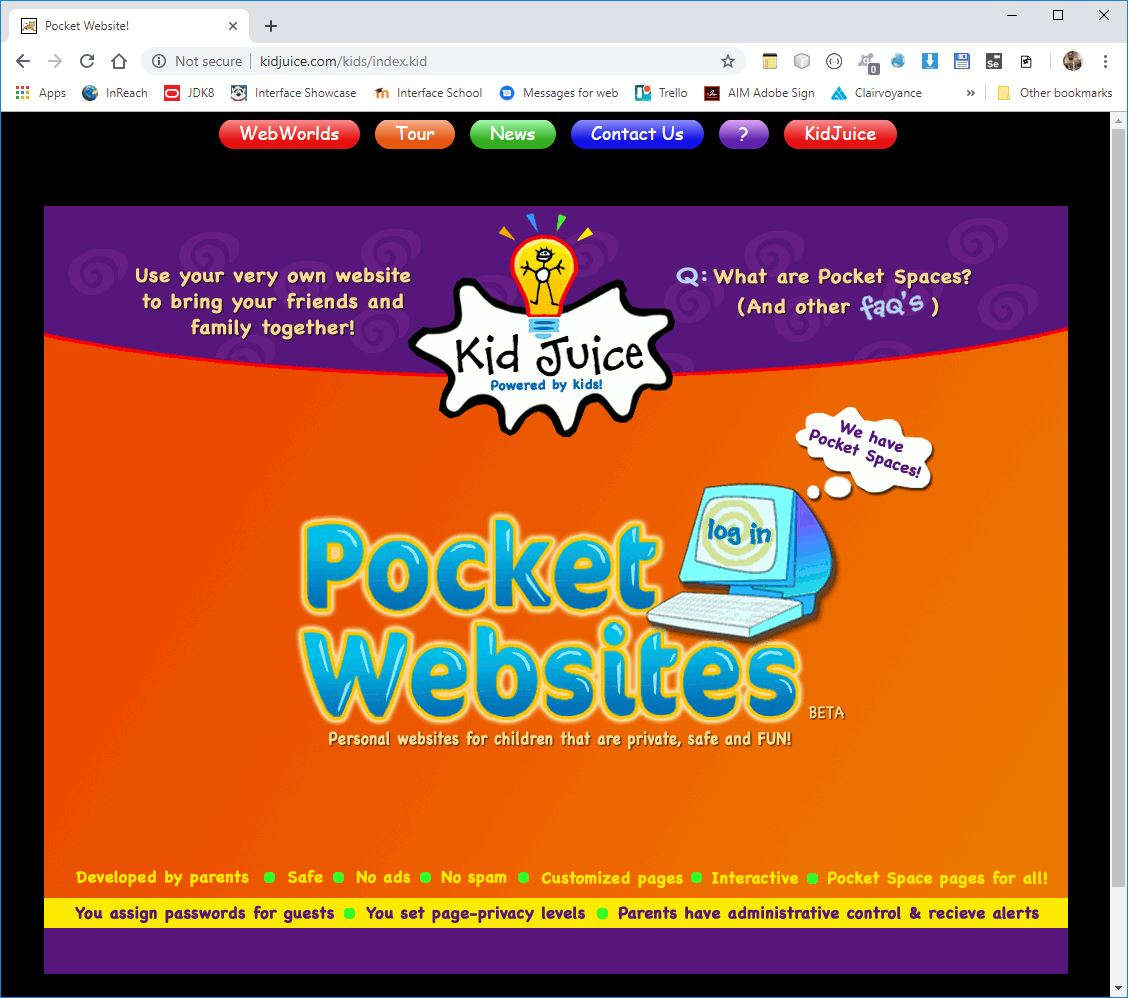 Pocket Website!
Not secure | kidjuice.com/kids/index.kid
0
Se
Apps InReach JDK8 Interface Showcase Interface School Messages for web Trello AIM Adobe Sign Clairvoyance » Other bookmarks
WebWorlds Tour News Contact Us ? KidJuice
Use your very own website
to bring your friends and
family together!
Kid Juice
Powered by kids!
Q: What are Pocket Spaces?
(And other faQ's )
We have
Pocket Spaces!
log in
Pocket
Websites
BETA
Personal websites for children that are private, safe and FUN!
Developed by parents Safe No ads No spam Customized pages Interactive Pocket Space pages for all!
You assign passwords for guests You set page-privacy levels Parents have administrative control & recieve alerts